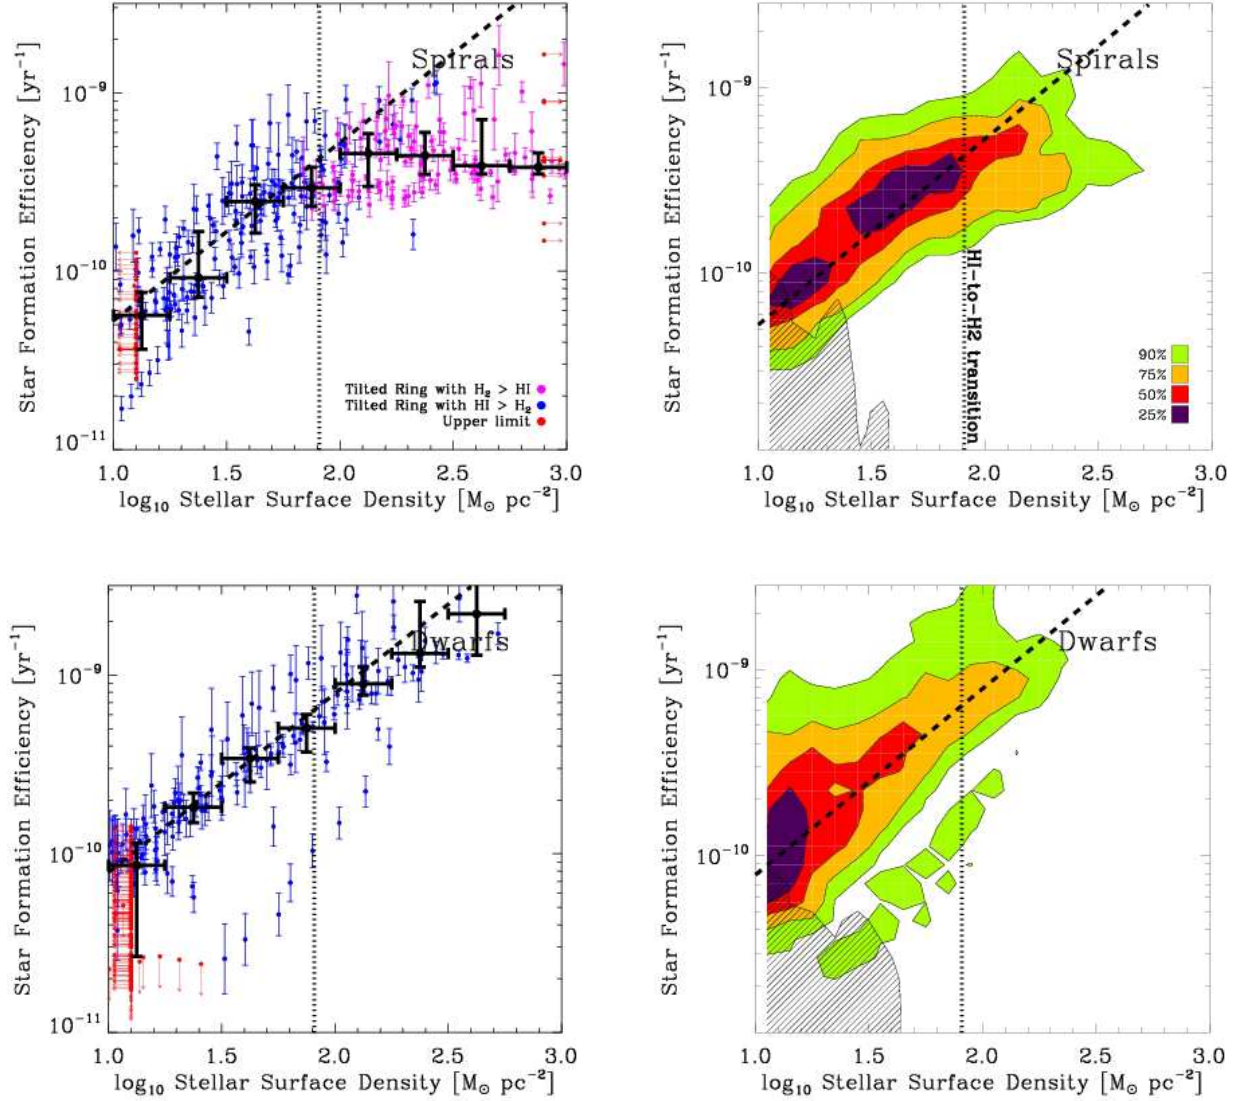 Star Formation Efficiency [yr⁻¹]
10⁻⁹
10⁻¹⁰
10⁻¹¹
Spirals
Tilted Ring with H₂ > HI
Tilted Ring with HI > H₂
Upper limit
1.0 1.5 2.0 2.5 3.0
log₁₀ Stellar Surface Density [M⊙ pc⁻²]
Star Formation Efficiency [yr⁻¹]
10⁻⁹
10⁻¹⁰
Spirals
HI-to-H2 transition
90%
75%
50%
25%
1.0 1.5 2.0 2.5 3.0
log₁₀ Stellar Surface Density [M⊙ pc⁻²]
Star Formation Efficiency [yr⁻¹]
10⁻⁹
10⁻¹⁰
10⁻¹¹
Dwarfs
1.0 1.5 2.0 2.5 3.0
log₁₀ Stellar Surface Density [M⊙ pc⁻²]
Star Formation Efficiency [yr⁻¹]
10⁻⁹
10⁻¹⁰
Dwarfs
1.0 1.5 2.0 2.5 3.0
log₁₀ Stellar Surface Density [M⊙ pc⁻²]